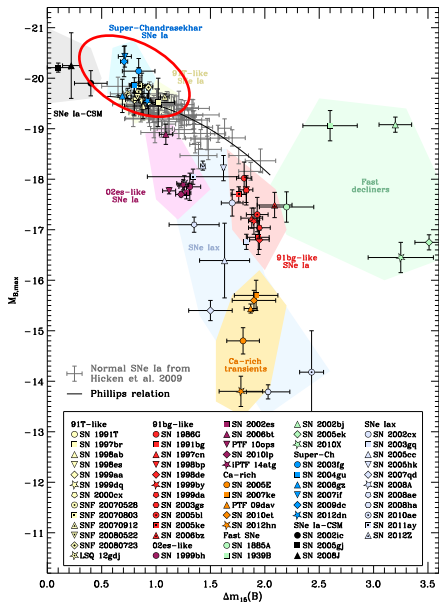 -21
-20
-19
-18
-17
-16
-15
-14
-13
M_B,max
0.0
0.5
1.0
1.5
2.0
2.5
3.0
3.5
Δm₁₅(B)
Super-Chandrasekhar
SNe Ia
91T-like
SNe Ia
SNe Ia-CSM
02es-like
SNe Ia
Fast
decliners
SNe Iax
91bg-like
SNe Ia
Ca-rich
transients
Normal SNe Ia from
Hicken et al. 2009
Phillips relation
91T-like
SN 1991T
SN 1997br
SN 1998ab
SN 1998es
SN 1999aa
SN 1999dq
SN 2000cx
SNF 20070528
SNF 20070803
SNF 20070912
SNF 20080522
SNF 20080723
LSQ 12gdj
91bg-like
SN 1986G
SN 1991bg
SN 1997cn
SN 1998bp
SN 1998de
SN 1999by
SN 2003gs
SN 2005bl
SN 2005ke
SN 2006bz
02es-like
SN 1999bh
SN 2002es
SN 2006bt
PTF 10ops
SN 2010lp
iPTF 14atg
Ca-rich
SN 2005E
SN 2007ke
PTF 09dav
SN 2010et
SN 2012hn
Fast SNe
SN 1885A
SN 1939B
SN 2002bj
SN 2005ek
SN 2010X
Super-Ch
SN 2003fg
SN 2004gu
SN 2006gz
SN 2007if
SN 2009dc
SN 2012dn
SNe Ia-CSM
SN 2002ic
SN 2005gj
SN 2008J
SNe Iax
SN 2002cx
SN 2003gq
SN 2005cc
SN 2005hk
SN 2007qd
SN 2008A
SN 2008ae
SN 2008ha
SN 2010ae
SN 2011ay
SN 2012Z